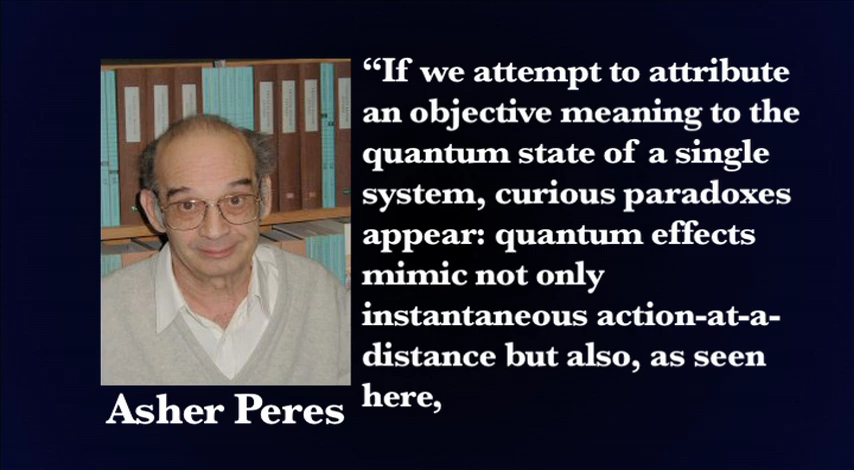 “If we attempt to attribute
an objective meaning to the
quantum state of a single
system, curious paradoxes
appear: quantum effects
mimic not only
instantaneous action-at-a-
distance but also, as seen
here,
Asher Peres